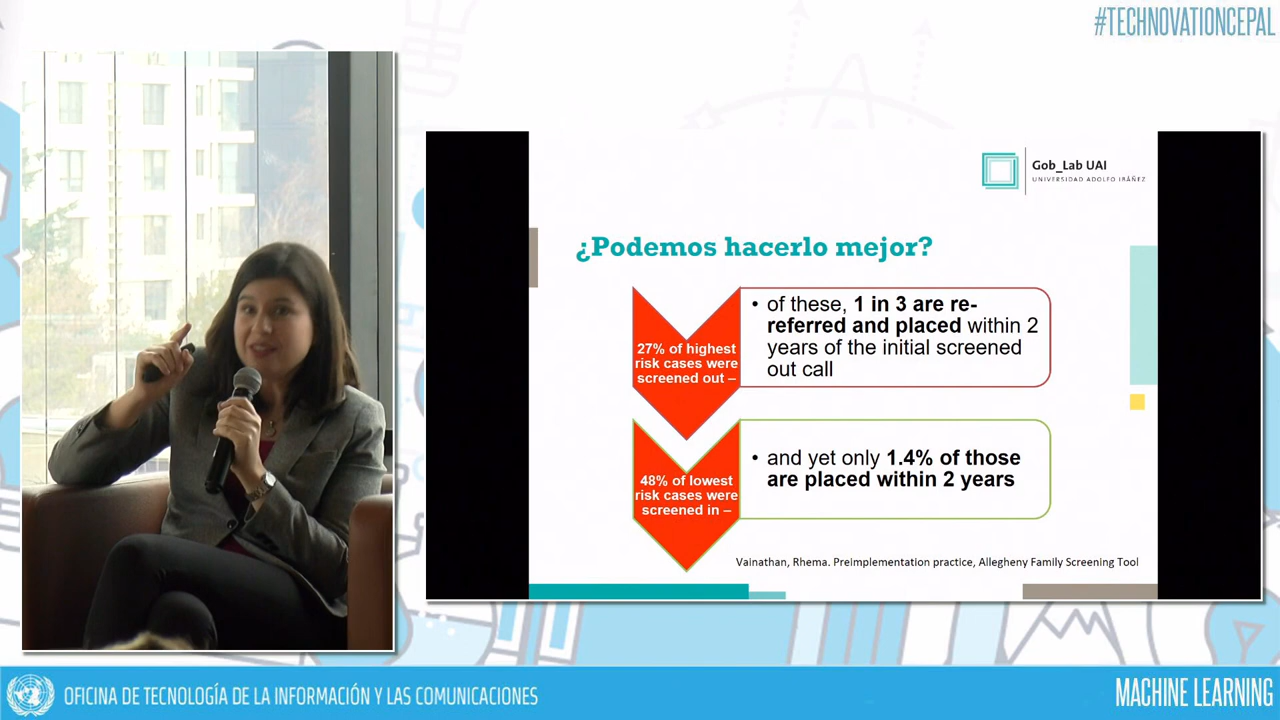 #TECHNOVATIONCEPAL
Gob_Lab UAI
UNIVERSIDAD ADOLFO IBÁÑEZ
¿Podemos hacerlo mejor?
27% of highest
risk cases were
screened out –
• of these, 1 in 3 are re-
referred and placed within 2
years of the initial screened
out call
48% of lowest
risk cases were
screened in –
• and yet only 1.4% of those
are placed within 2 years
Vainathan, Rhema. Preimplementation practice, Allegheny Family Screening Tool
OFICINA DE TECNOLOGÍA DE LA INFORMACIÓN Y LAS COMUNICACIONES
MACHINE LEARNING